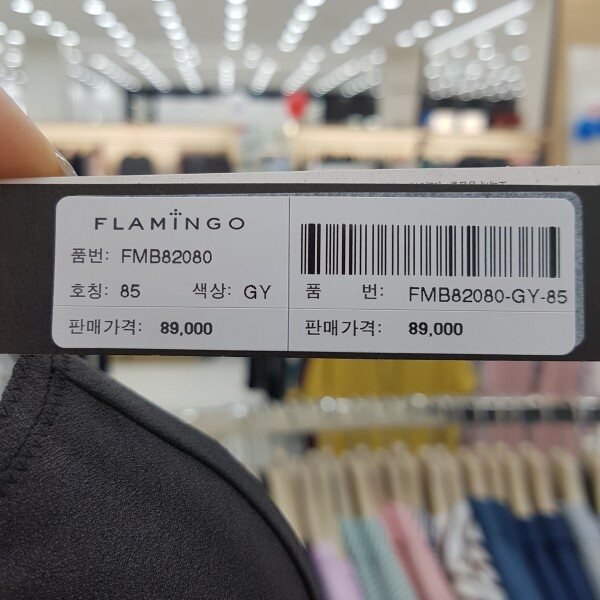 FLAMINGO
품번: FMB82080
호칭: 85 색상: GY
판매가격: 89,000
품 번: FMB82080-GY-85
판매가격: 89,000